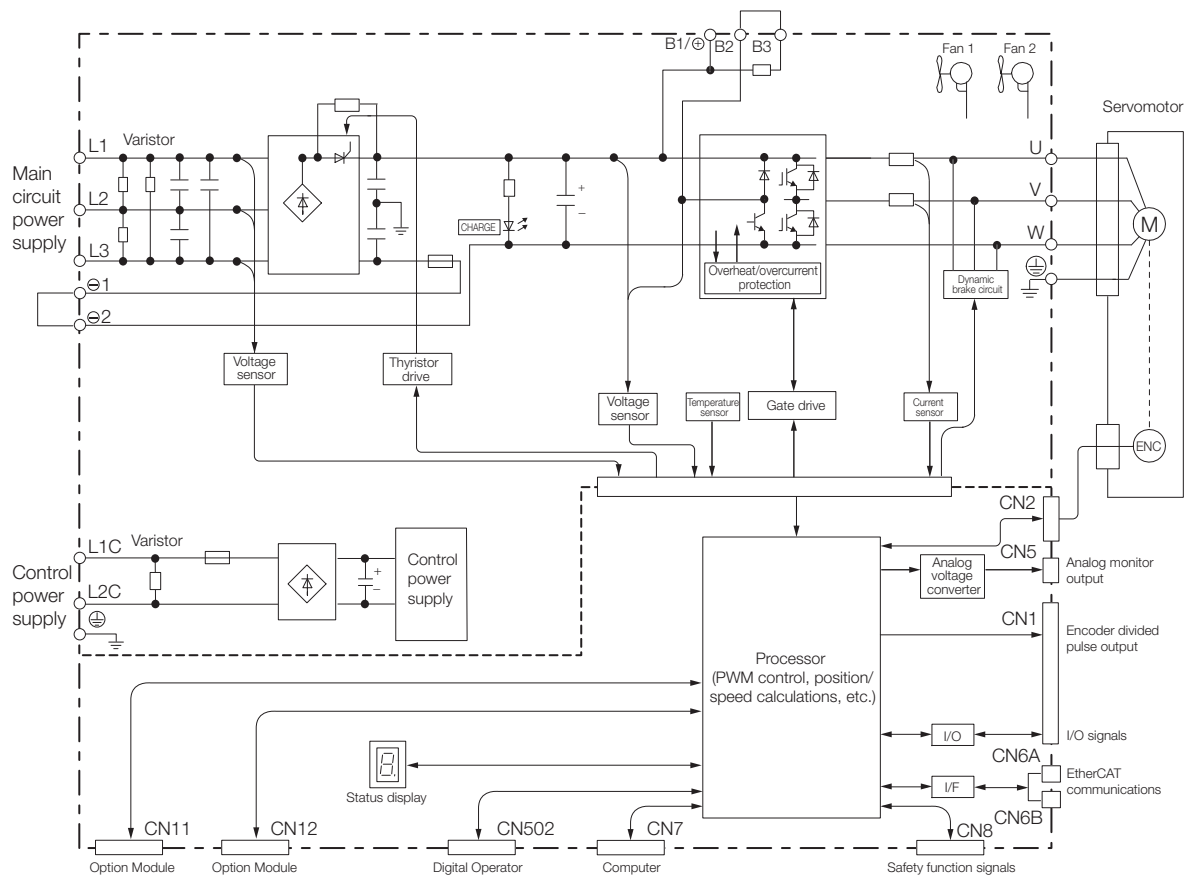 B1/⊕ B2 B3
Fan 1
Fan 2
Servomotor
Varistor
L1
L2
L3
Main
circuit
power
supply
⊖1
⊖2
CHARGE
+
−
Overheat/overcurrent
protection
U
V
W
M
Dynamic
brake circuit
Voltage
sensor
Thyristor
drive
Voltage
sensor
Temperature
sensor
Gate drive
Current
sensor
ENC
Varistor
L1C
L2C
Control
power
supply
+
−
Control
power
supply
CN2
CN5
Analog
voltage
converter
Analog monitor
output
CN1
Encoder divided
pulse output
Processor
(PWM control, position/
speed calculations, etc.)
I/O
I/O signals
CN6A
I/F
EtherCAT
communications
CN6B
8.
Status display
CN11
CN12
CN502
CN7
CN8
Option Module
Option Module
Digital Operator
Computer
Safety function signals